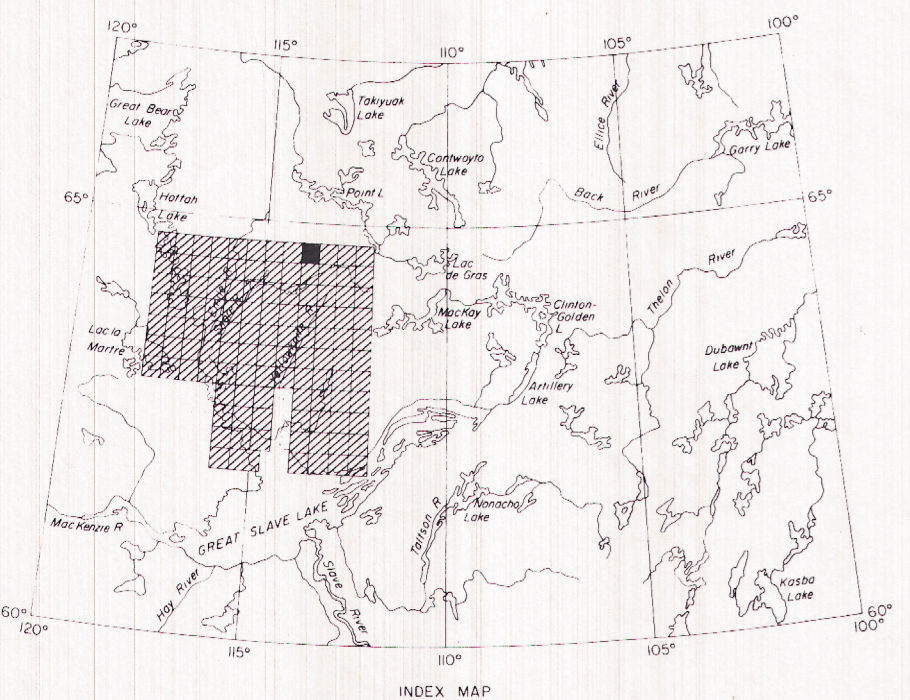 120°
115°
110°
105°
100°
Great Bear
Lake
Takiyuak
Lake
Ellice River
Garry Lake
Contwoyto
Lake
Point L
Back River
65°
65°
Hottah
Lake
Lac
de Gras
Thelon River
MacKay
Lake
Clinton-
Golden
L
Lac la
Martre
Yellowknife R
Dubawnt
Lake
Artillery
Lake
MacKenzie R
GREAT SLAVE LAKE
Taltson R
Nonacho
Lake
Hay River
Slave River
Kasba
Lake
60°
120°
115°
110°
105°
60°
100°
INDEX MAP